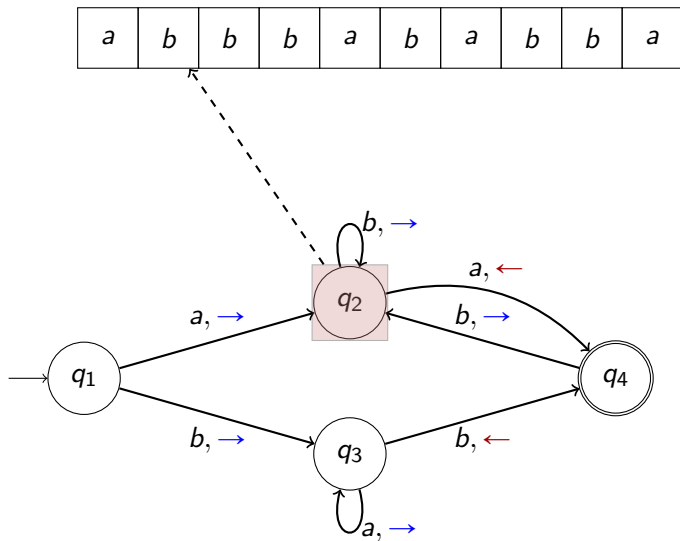 a b b b a b a b b a
b, →
a, ←
q2
a, →
b, →
q1
q4
b, →
q3
b, ←
a, →